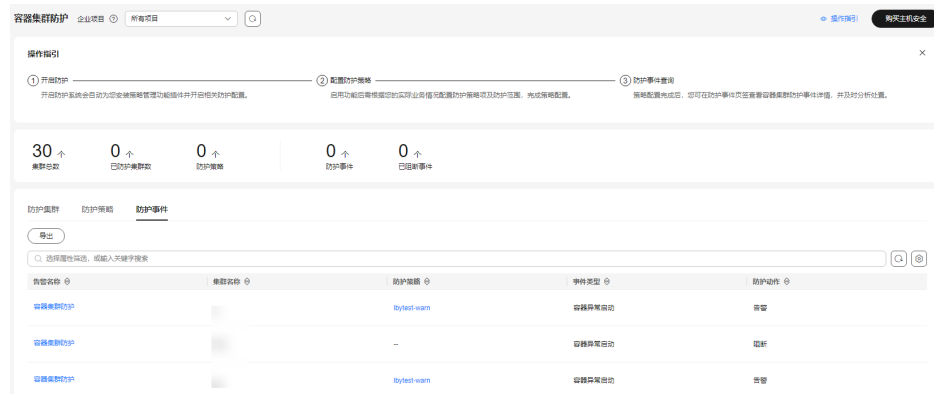 容器集群防护 企业项目 所有项目 操作指引 购买主机安全
操作指引
1 开启防护 2 配置防护策略 3 防护事件查询
开启防护系统会自动为您安装策略管理功能插件并开启相关防护配置。 启用功能后需根据您的实际业务情况配置防护策略项及防护范围，完成策略配置。 策略配置完成后，您可在防护事件页签查看容器集群防护事件详情，并及时分析处置。
30 个 0 个 0 个 0 个 0 个
集群总数 已防护集群数 防护策略 防护事件 已阻断事件
防护集群 防护策略 防护事件
导出
选择属性筛选，或输入关键字搜索
告警名称 集群名称 防护策略 事件类型 防护动作
容器集群防护 lbytest-warn 容器异常启动 告警
容器集群防护 -- 容器异常启动 阻断
容器集群防护 lbytest-warn 容器异常启动 告警